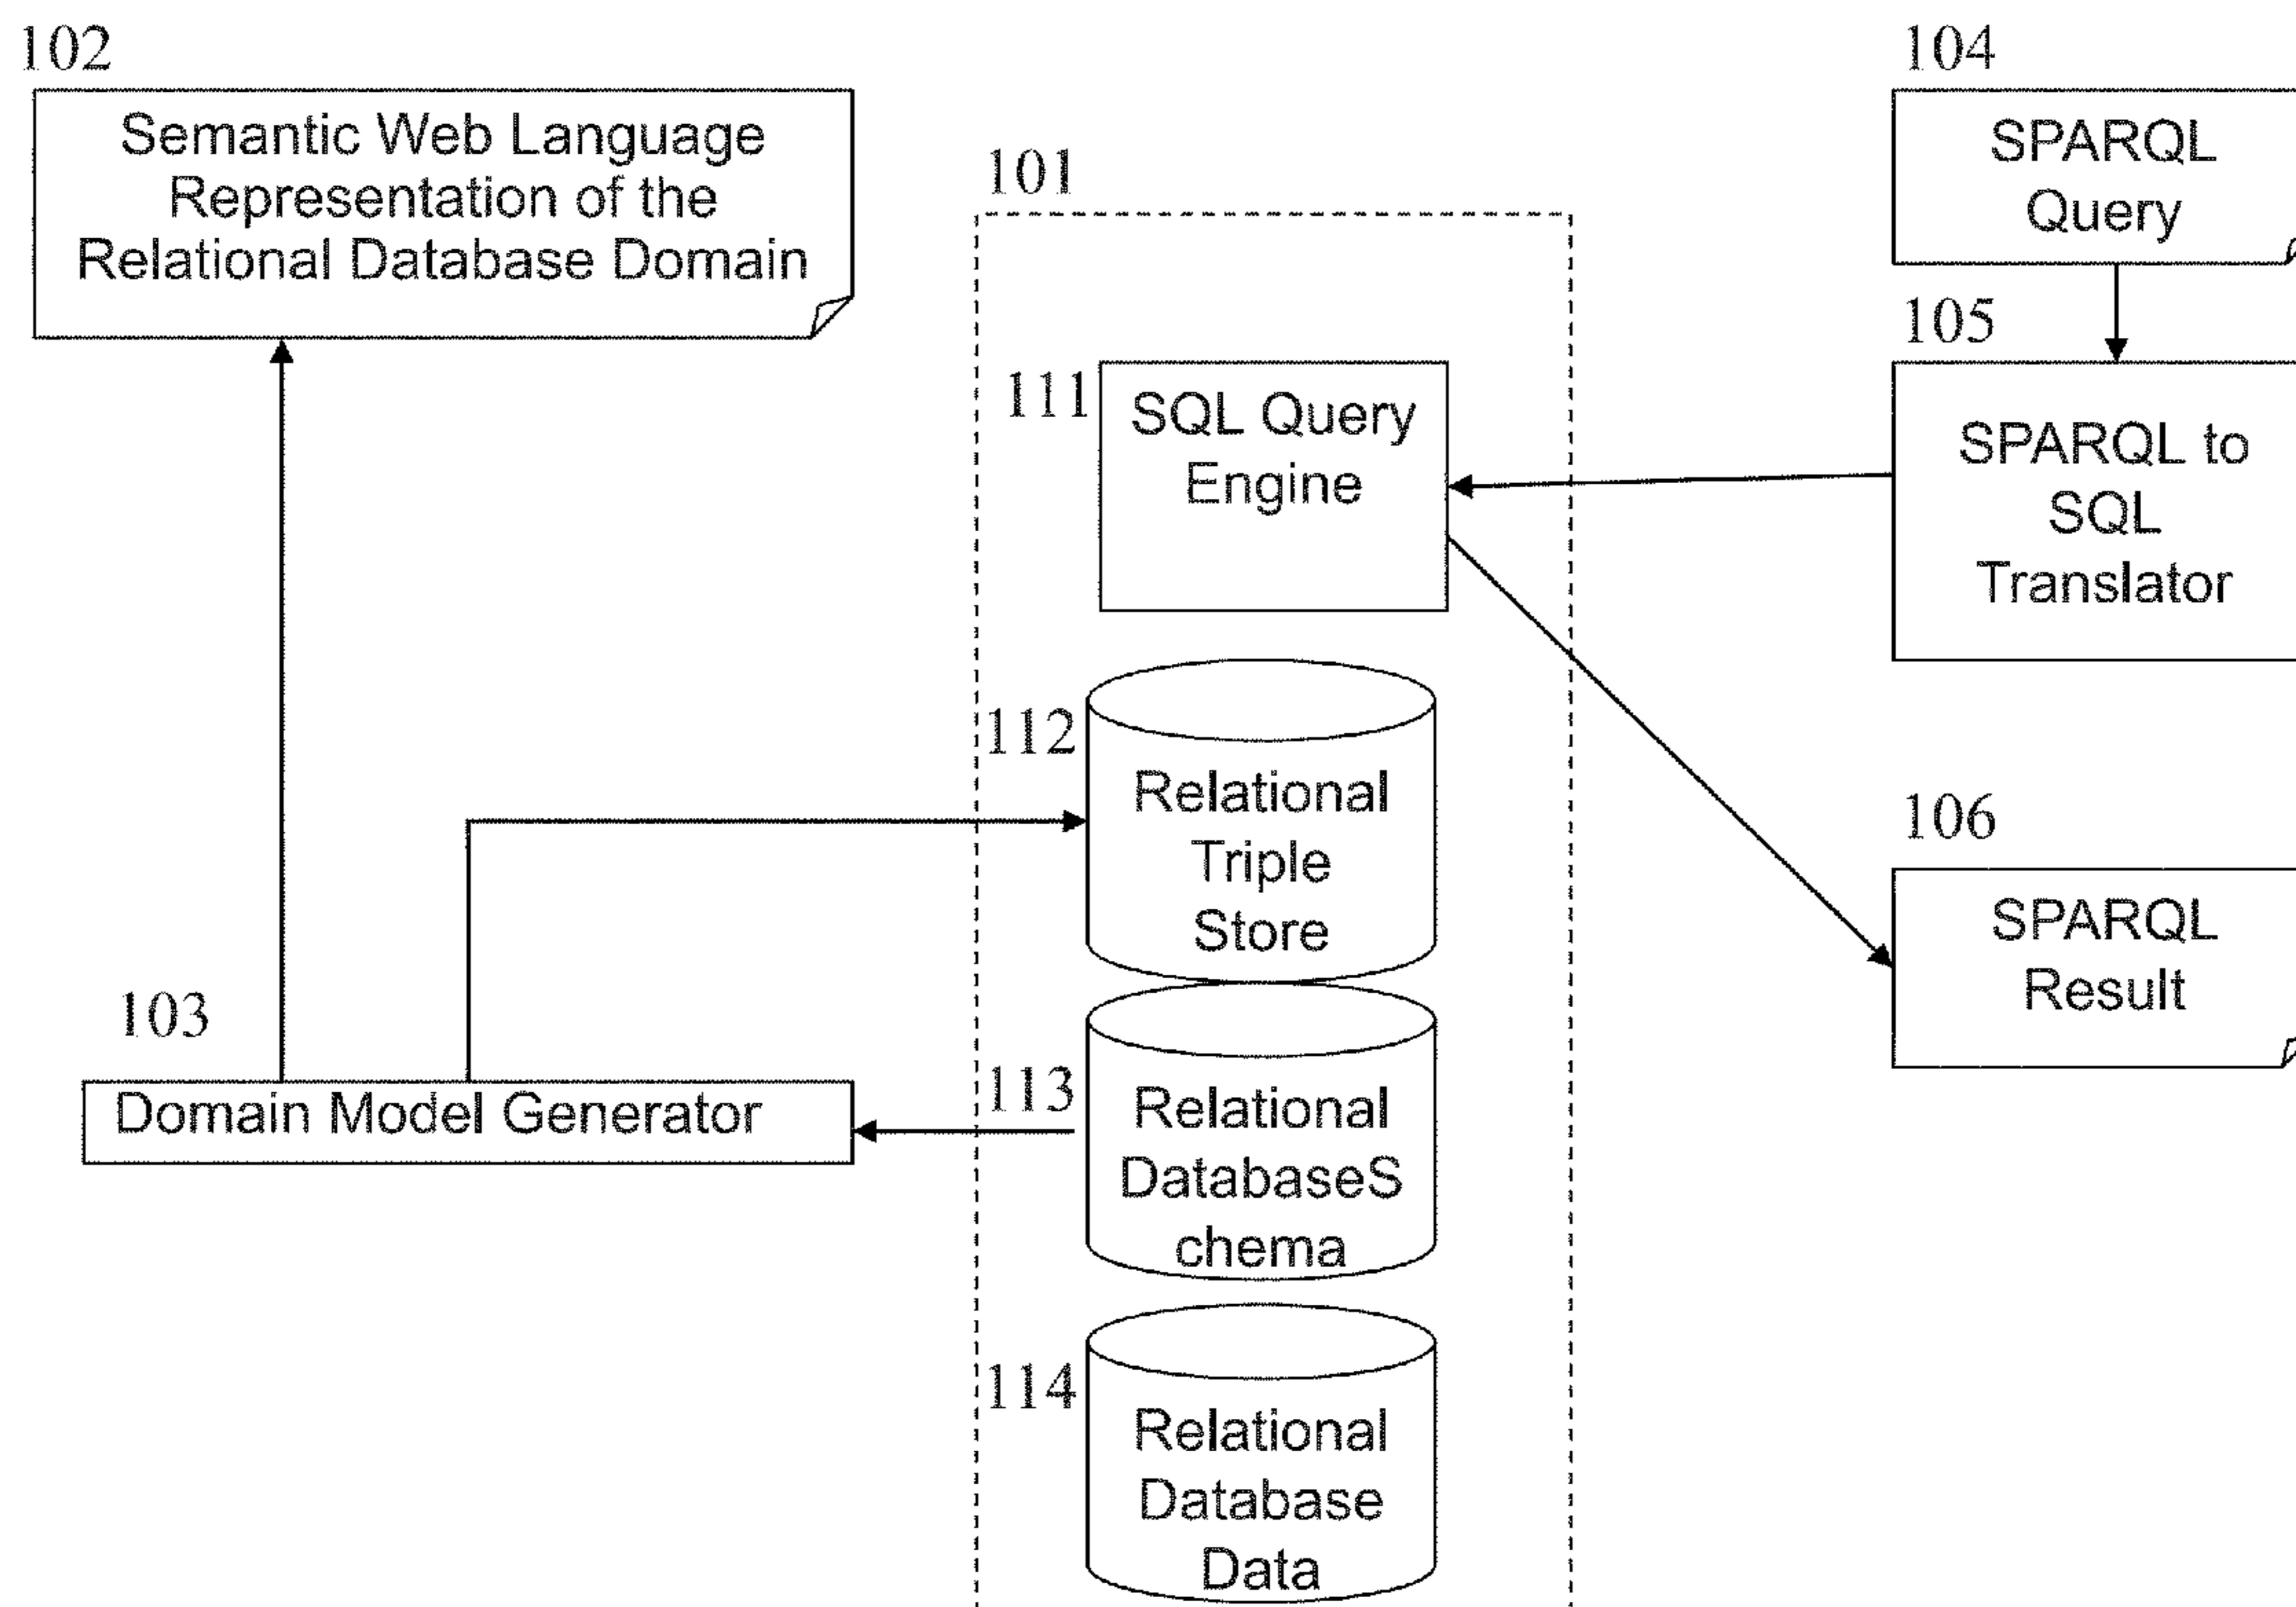 102
Semantic Web Language
Representation of the
Relational Database Domain
101
104
SPARQL
Query
105
SPARQL to
SQL
Translator
111
SQL Query
Engine
112
Relational
Triple
Store
106
SPARQL
Result
103
Domain Model Generator
113
Relational
DatabaseS
chema
114
Relational
Database
Data